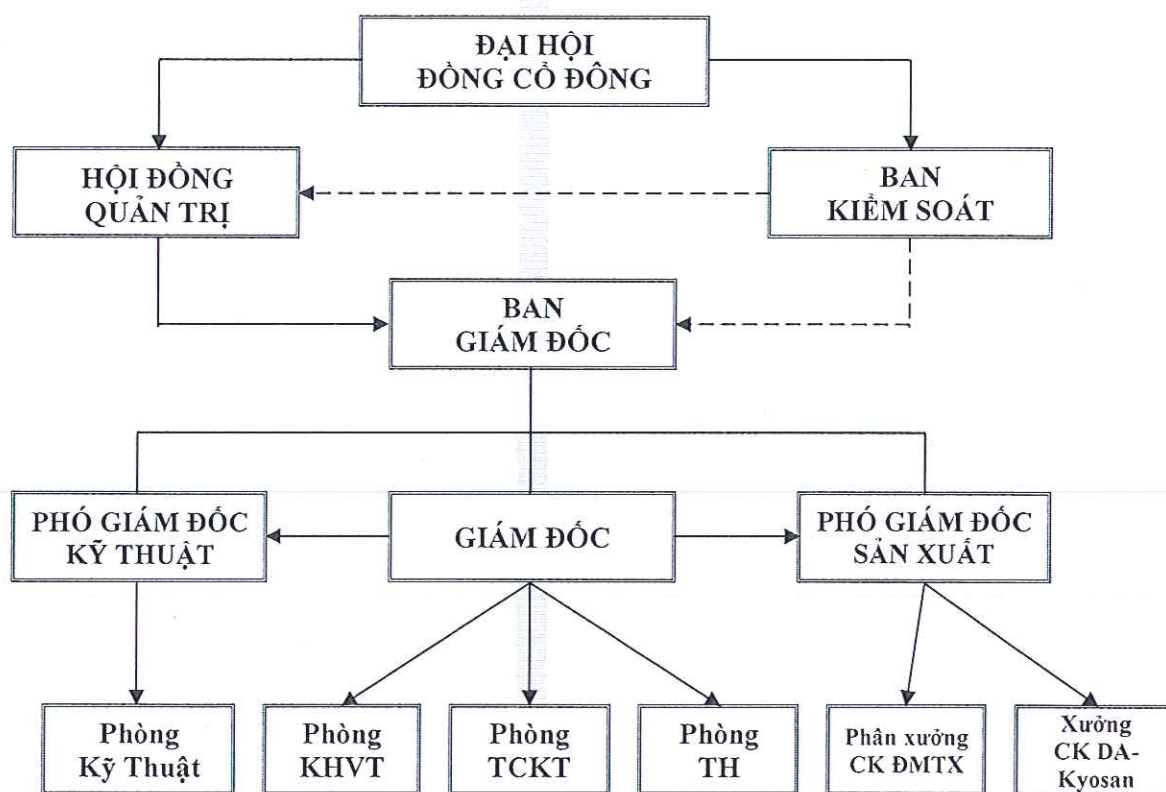 ĐẠI HỘI
ĐỒNG CỔ ĐÔNG
HỘI ĐỒNG
QUẢN TRỊ
BAN
KIỂM SOÁT
BAN
GIÁM ĐỐC
PHÓ GIÁM ĐỐC
KỸ THUẬT
GIÁM ĐỐC
PHÓ GIÁM ĐỐC
SẢN XUẤT
Phòng
Kỹ Thuật
Phòng
KHVT
Phòng
TCKT
Phòng
TH
Phân xưởng
CK ĐMTX
Xưởng
CK DA-
Kyosan